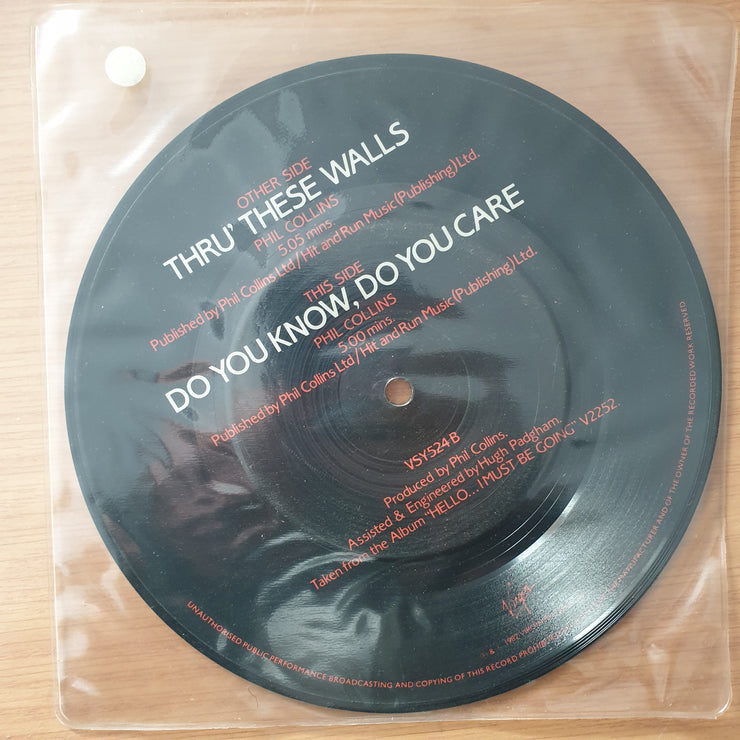 OTHER SIDE
THRU' THESE WALLS
PHIL COLLINS
5.05 mins.
Published by Phil Collins Ltd/Hit and Run Music (Publishing) Ltd.
THIS SIDE
DO YOU KNOW, DO YOU CARE
PHIL COLLINS
5.00 mins.
Published by Phil Collins Ltd/Hit and Run Music (Publishing) Ltd.
VSY524B
Produced by Phil Collins.
Assisted & Engineered by Hugh Padgham.
Taken from the Album "HELLO... I MUST BE GOING" V2252.
Virgin
1982
UNAUTHORISED PUBLIC PERFORMANCE BROADCASTING AND COPYING OF THIS RECORD PROHIBITED MANUFACTURER AND OF THE OWNER OF THE RECORDED WORK RESERVED